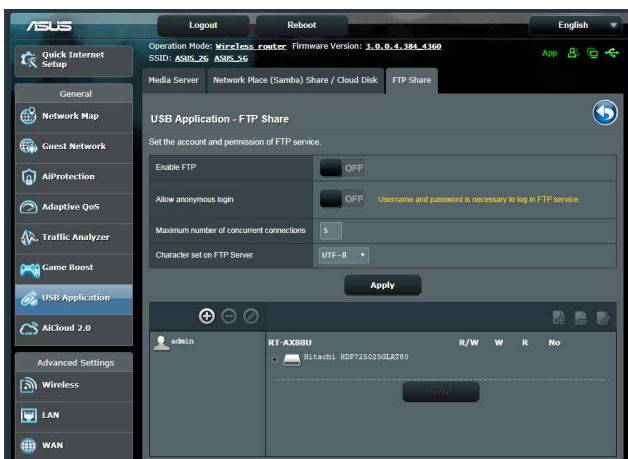 ASUS
Logout
Reboot
English
Quick Internet Setup
Operation Mode: Wireless router Firmware Version: 3.0.0.4.384_4360
SSID: ASUS_2G ASUS_5G
App
Media Server
Network Place (Samba) Share / Cloud Disk
FTP Share
General
Network Map
Guest Network
AiProtection
Adaptive QoS
Traffic Analyzer
Game Boost
USB Application
AiCloud 2.0
Advanced Settings
Wireless
LAN
WAN
USB Application - FTP Share
Set the account and permission of FTP service.
Enable FTP
OFF
Allow anonymous login
OFF
Username and password is necessary to log in FTP service.
Maximum number of concurrent connections
5
Character set on FTP Server
UTF-8
Apply
admin
RT-AX88U
R/W
W
R
No
Hitachi HDP725025GLAT80
Save